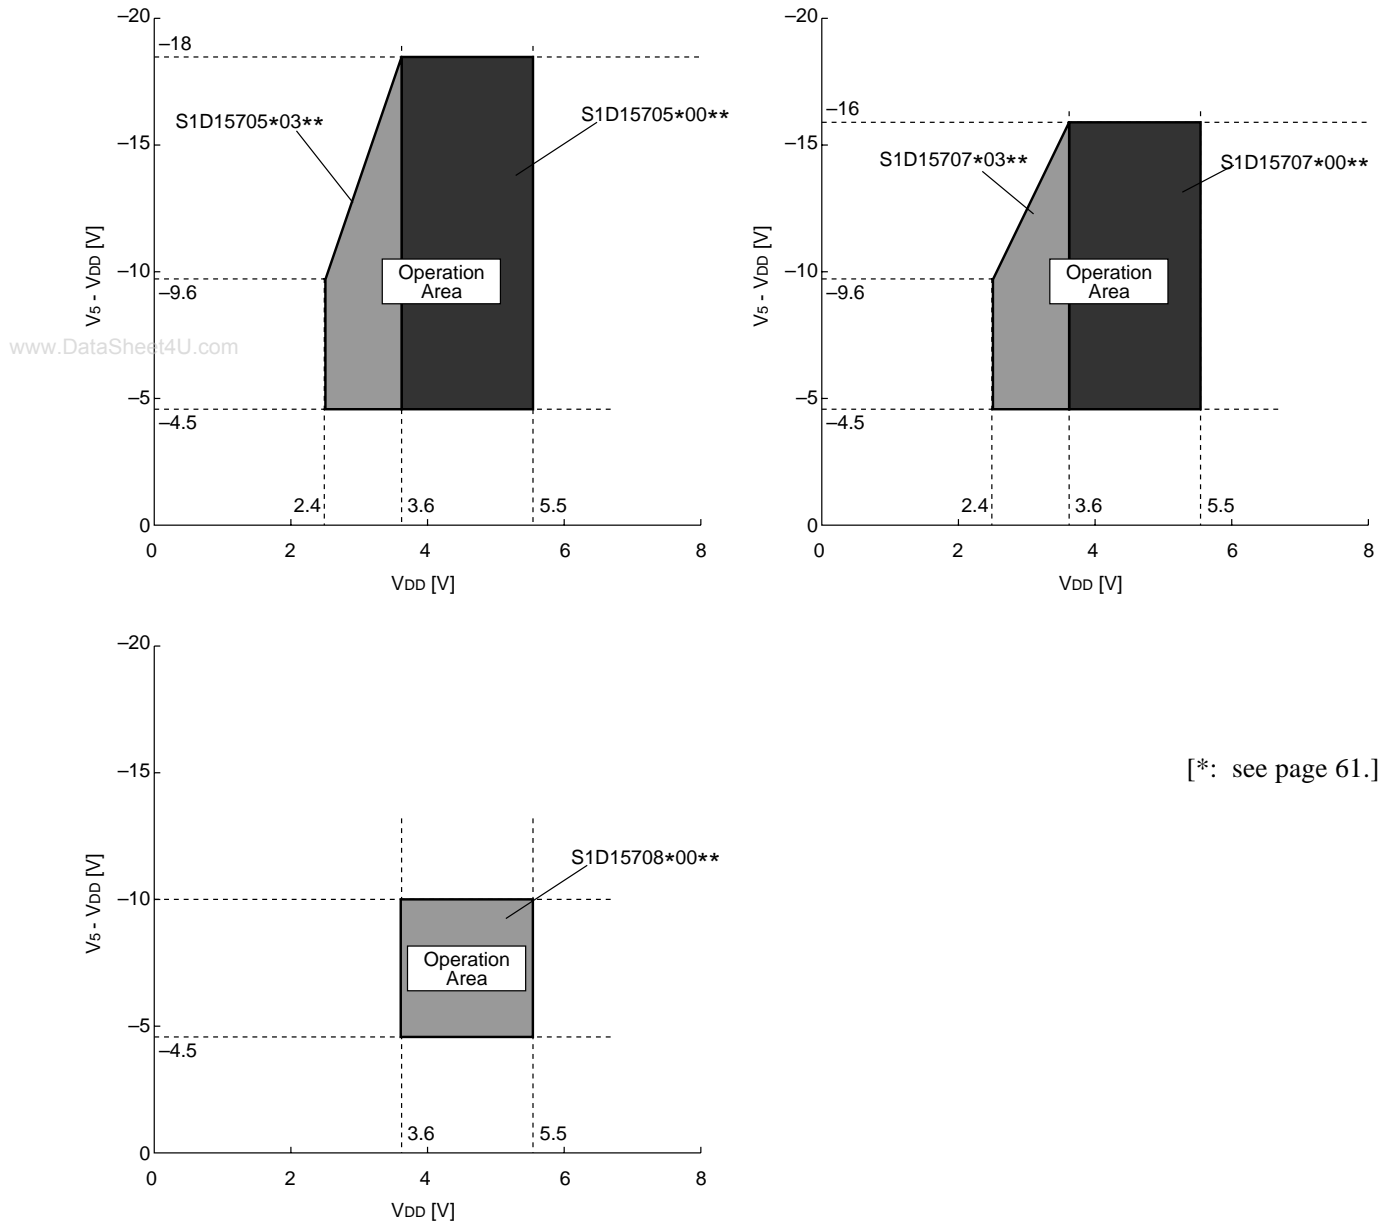 –20
–18
S1D15705*03**
S1D15705*00**
–15
V5 - VDD [V]
–10
–9.6
Operation
Area
–5
–4.5
2.4
3.6
5.5
0
0
2
4
6
8
VDD [V]
–20
–16
–15
S1D15707*03**
S1D15707*00**
V5 - VDD [V]
–10
–9.6
Operation
Area
–5
–4.5
2.4
3.6
5.5
0
0
2
4
6
8
VDD [V]
www.DataSheet4U.com
–20
–15
[*: see page 61.]
S1D15708*00**
V5 - VDD [V]
–10
Operation
Area
–5
–4.5
3.6
5.5
0
0
2
4
6
8
VDD [V]